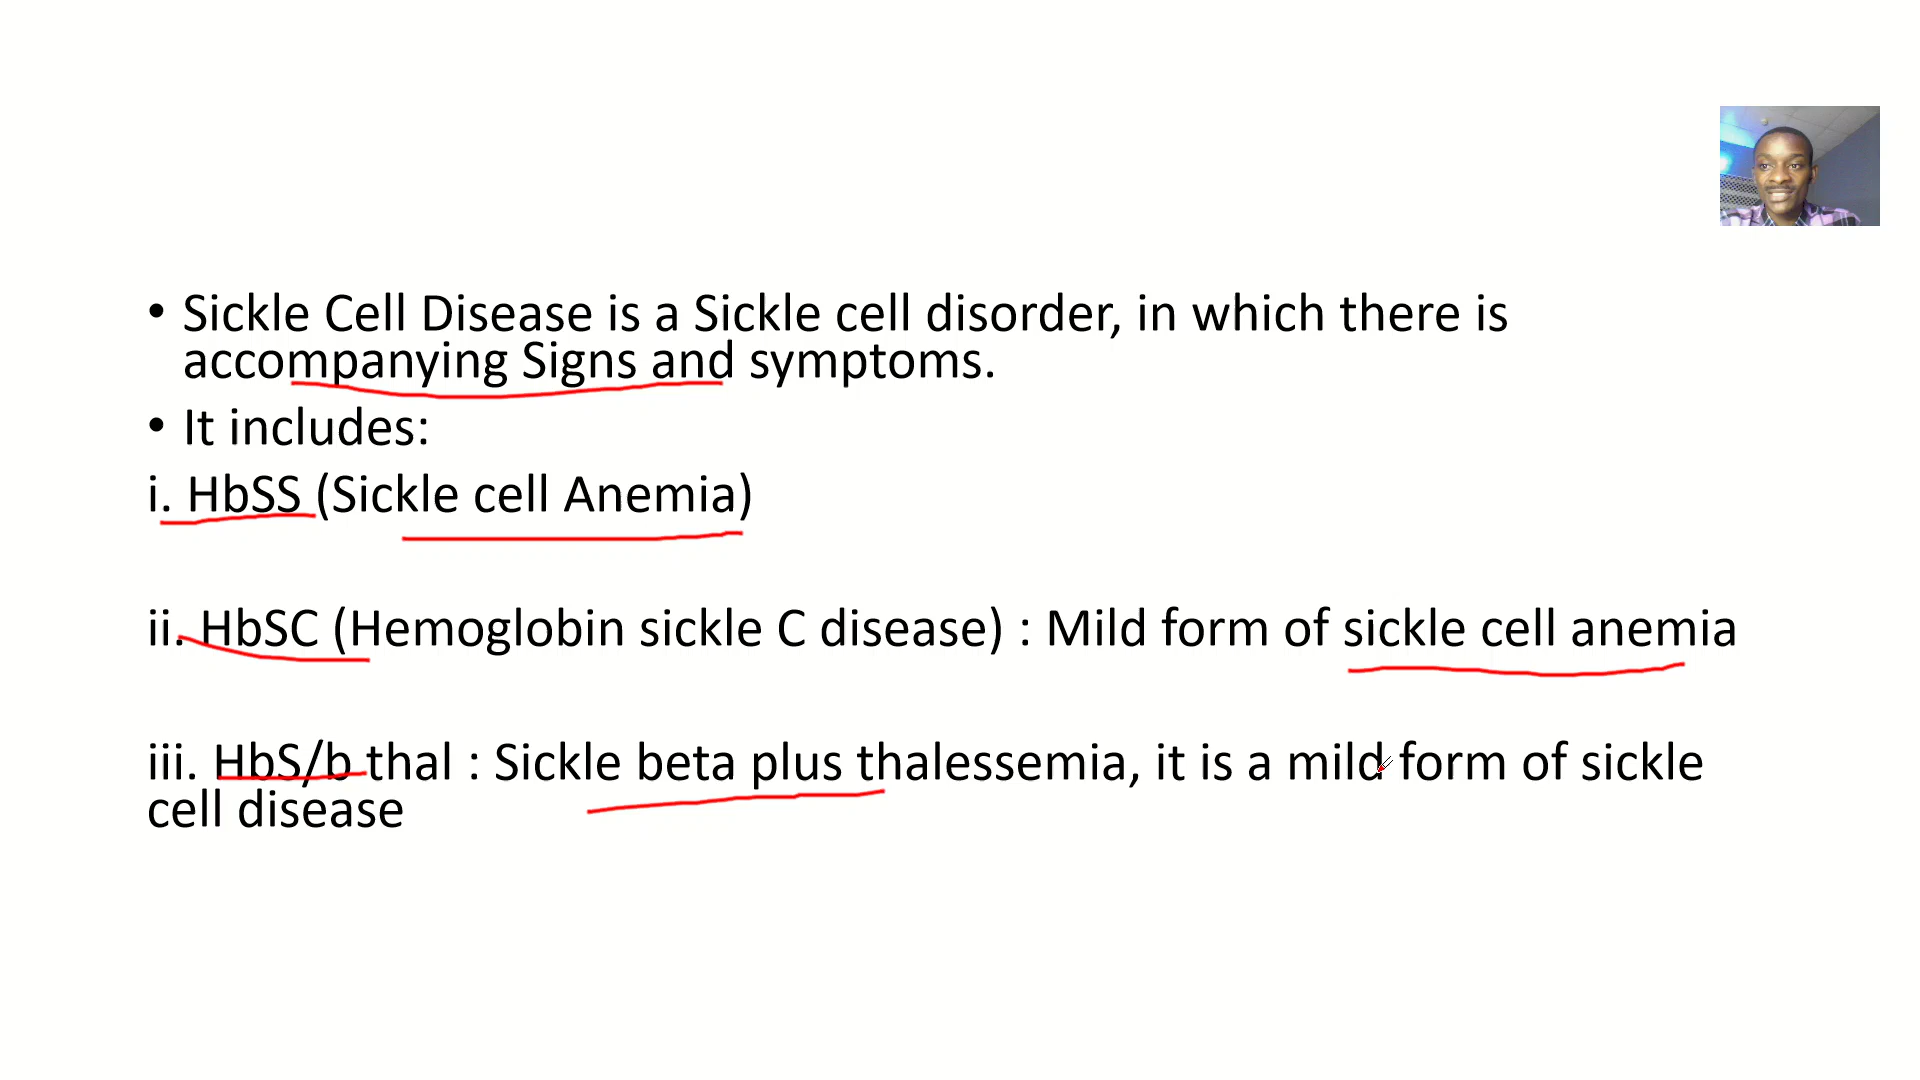 • Sickle Cell Disease is a Sickle cell disorder, in which there is
accompanying Signs and symptoms.
• It includes:
i. HbSS (Sickle cell Anemia)
ii. HbSC (Hemoglobin sickle C disease) : Mild form of sickle cell anemia
iii. HbS/b thal : Sickle beta plus thalessemia, it is a mild form of sickle
cell disease